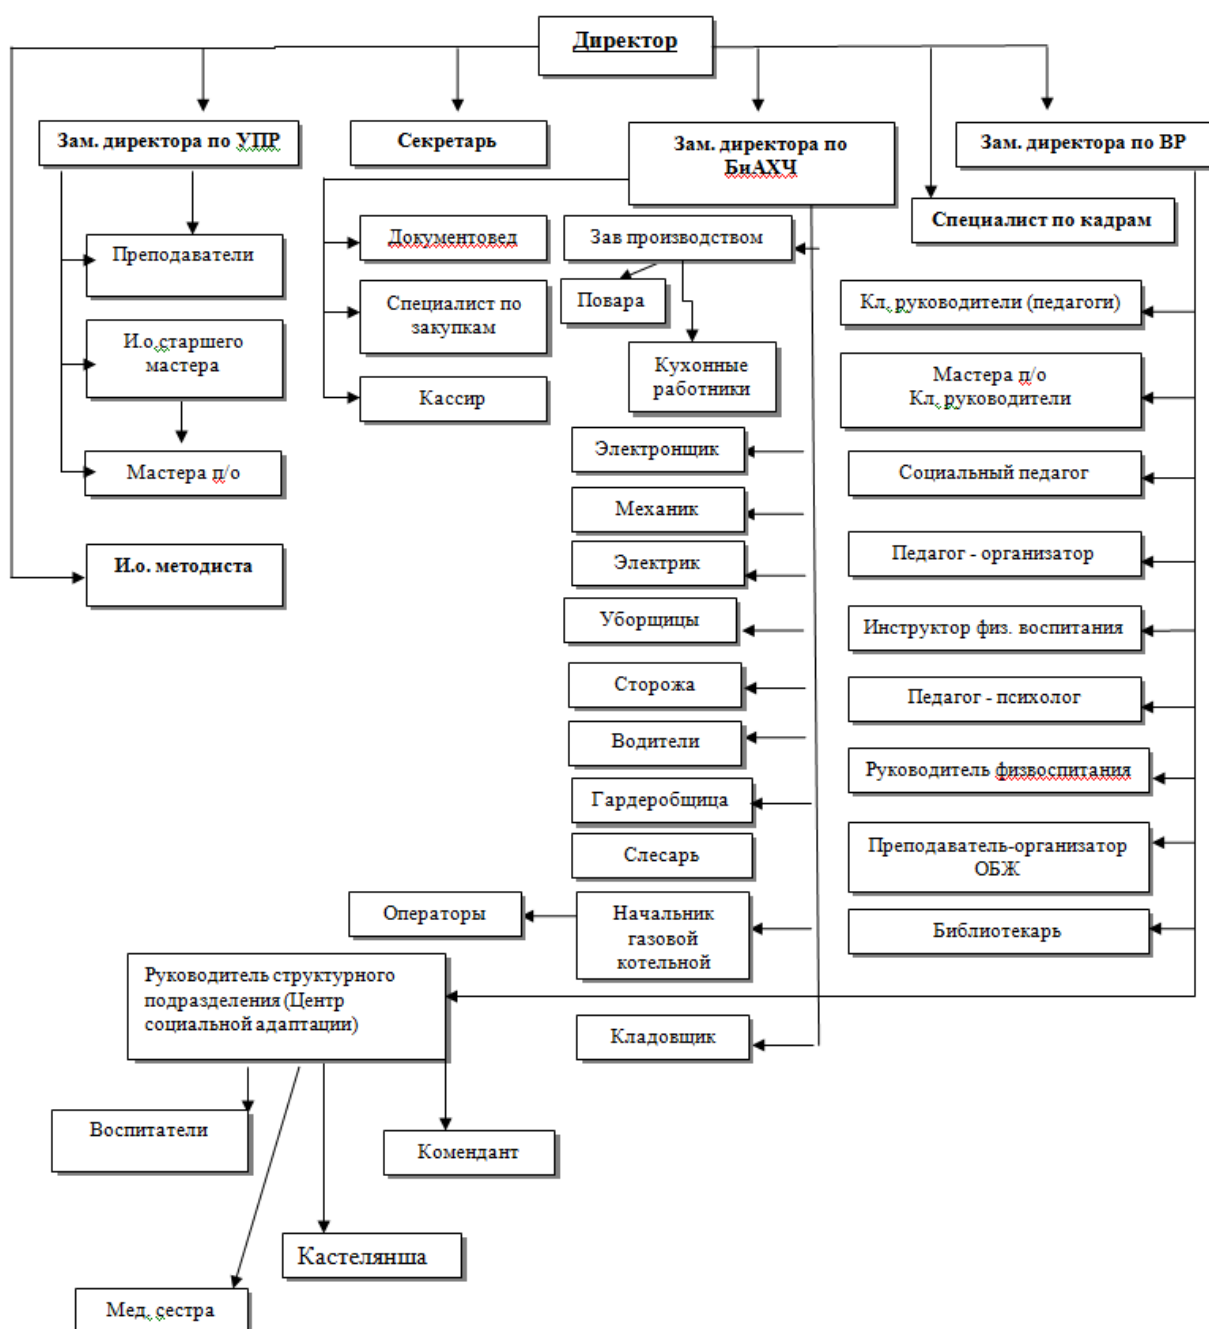 Директор
Зам. директора по УПР
Секретарь
Зам. директора по
БиАХЧ
Зам. директора по ВР
Специалист по кадрам
Преподаватели
И.о.старшего
мастера
Мастера п/о
И.о. методиста
Документовед
Специалист по
закупкам
Кассир
Зав производством
Повара
Кухонные
работники
Электронщик
Механик
Электрик
Уборщицы
Сторожа
Водители
Гардеробщица
Слесарь
Начальник
газовой
котельной
Операторы
Кладовщик
Кл. руководители (педагоги)
Мастера п/о
Кл. руководители
Социальный педагог
Педагог - организатор
Инструктор физ. воспитания
Педагог - психолог
Руководитель физвоспитания
Преподаватель-организатор
ОБЖ
Библиотекарь
Руководитель структурного
подразделения (Центр
социальной адаптации)
Воспитатели
Комендант
Кастелянша
Мед. сестра